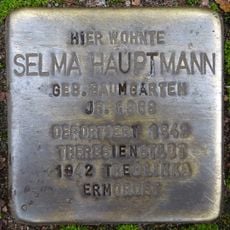 HIER WOHNTE
SELMA HAUPTMANN
GEB. BAUMGARTEN
JG.
DEPORTIERT 1942
THERESIENSTADT
1942 TREBLINKA
ERMORDET